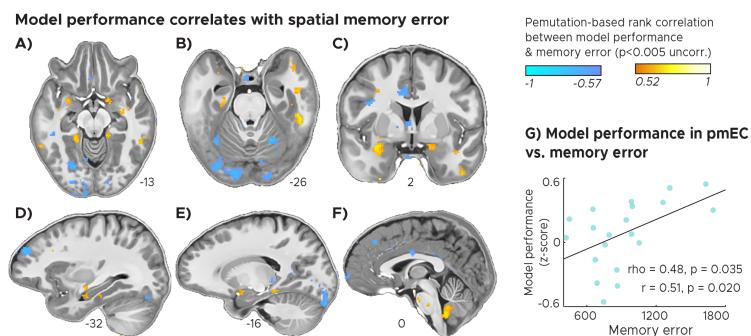 Model performance correlates with spatial memory error
A)
B)
C)
-13
-26
2
D)
E)
F)
-32
-16
0
Pemutation-based rank correlation
between model performance
& memory error (p<0.005 uncorr.)
-1 -0.57 0.52 1
G) Model performance in pmEC
vs. memory error
Model performance
(z-score)
0.6
0
-0.6
rho = 0.48, p = 0.035
r = 0.51, p = 0.020
600 1200 1800
Memory error